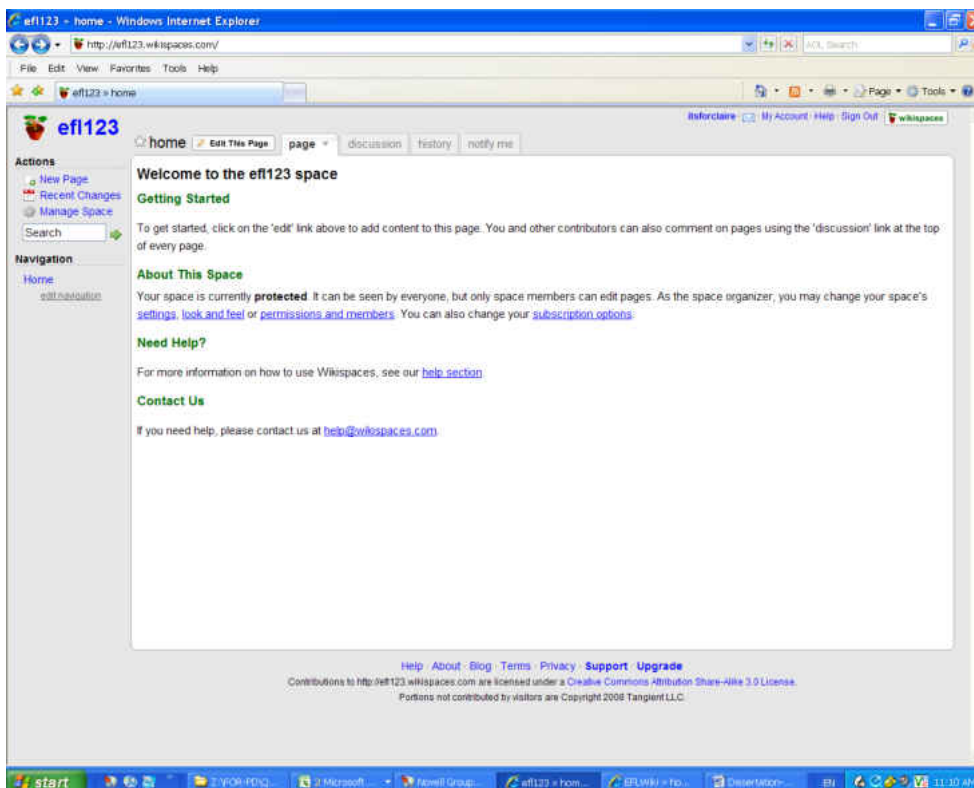 efl123 - home - Windows Internet Explorer
http://efl123.wikispaces.com/
AOL Search
File Edit View Favorites Tools Help
efl123 » home
Page Tools
itsforclaire · My Account · Help · Sign Out · wikispaces
efl123
home Edit This Page page discussion history notify me
Actions
New Page
Recent Changes
Manage Space
Search
Navigation
Home
edit navigation
Welcome to the efl123 space
Getting Started
To get started, click on the 'edit' link above to add content to this page. You and other contributors can also comment on pages using the 'discussion' link at the top
of every page.
About This Space
Your space is currently protected. It can be seen by everyone, but only space members can edit pages. As the space organizer, you may change your space's
settings, look and feel or permissions and members. You can also change your subscription options.
Need Help?
For more information on how to use Wikispaces, see our help section.
Contact Us
If you need help, please contact us at help@wikispaces.com.
Help · About · Blog · Terms · Privacy · Support · Upgrade
Contributions to http://efl123.wikispaces.com are licensed under a Creative Commons Attribution Share-Alike 3.0 License.
Portions not contributed by visitors are Copyright 2008 Tangient LLC.
start 2 Microsoft ... Novell Group... efl123 » hom... EFLWiki » ho... Dissertation-... EN 11:10 AM